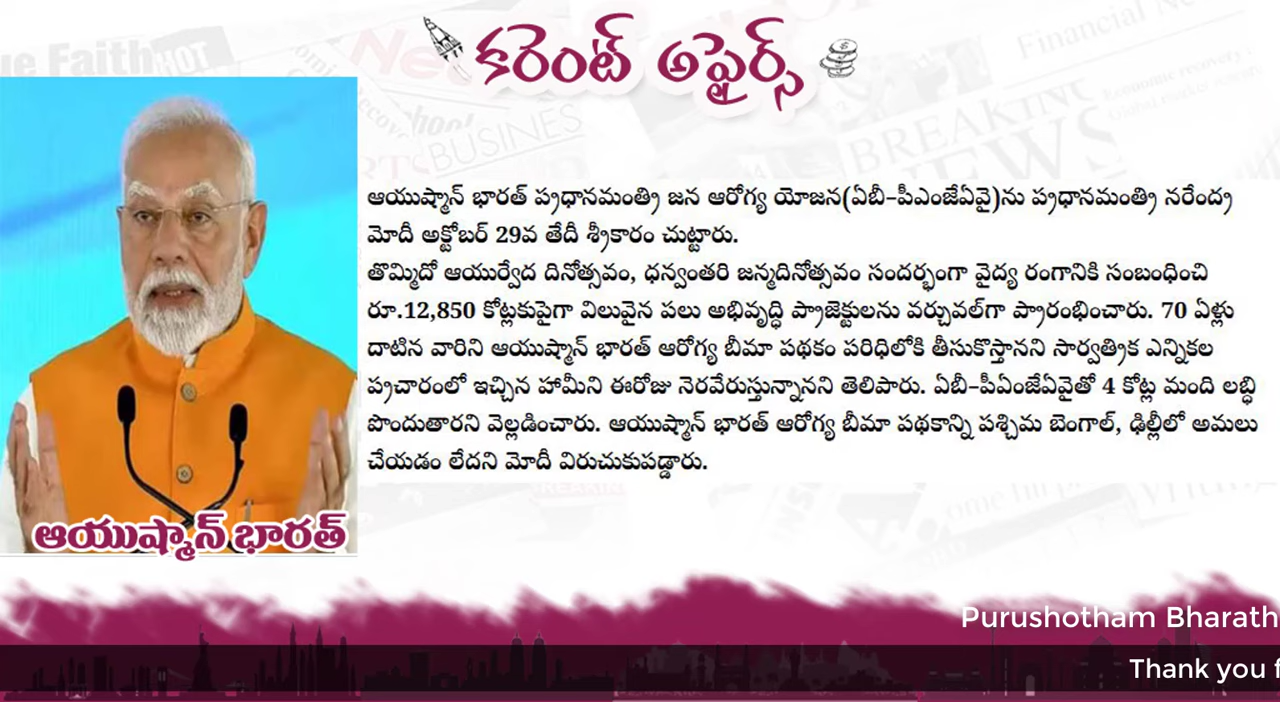 కరెంట్ అఫైర్స్
ఆయుష్మాన్ భారత్ ప్రధానమంత్రి జన ఆరోగ్య యోజన(ఏబీ-పీఎంజేఏవై)ను ప్రధానమంత్రి నరేంద్ర
మోదీ అక్టోబర్ 29వ తేదీ శ్రీకారం చుట్టారు.
తొమ్మిదో ఆయుర్వేద దినోత్సవం, ధన్వంతరి జన్మదినోత్సవం సందర్భంగా వైద్య రంగానికి సంబంధించి
రూ.12,850 కోట్లకుపైగా విలువైన పలు అభివృద్ధి ప్రాజెక్టులను వర్చువల్‌గా ప్రారంభించారు. 70 ఏళ్లు
దాటిన వారిని ఆయుష్మాన్ భారత్ ఆరోగ్య బీమా పథకం పరిధిలోకి తీసుకొస్తానని సార్వత్రిక ఎన్నికల
ప్రచారంలో ఇచ్చిన హామీని ఈరోజు నెరవేరుస్తున్నానని తెలిపారు. ఏబీ-పీఏంజేఏవైతో 4 కోట్ల మంది లబ్ధి
పొందుతారని వెల్లడించారు. ఆయుష్మాన్ భారత్ ఆరోగ్య బీమా పథకాన్ని పశ్చిమ బెంగాల్, ఢిల్లీలో అమలు
చేయడం లేదని మోదీ విరుచుకుపడ్డారు.
ఆయుష్మాన్ భారత్
Purushotham Bharath
Thank you f